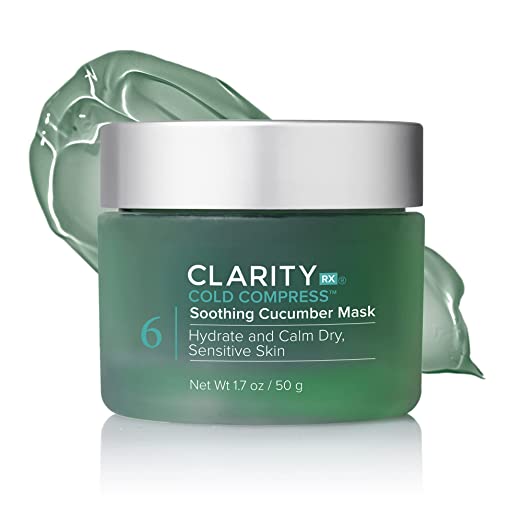 CLARITY RX®
COLD COMPRESS™
6
Soothing Cucumber Mask
Hydrate and Calm Dry,
Sensitive Skin
Net Wt 1.7 oz / 50 g